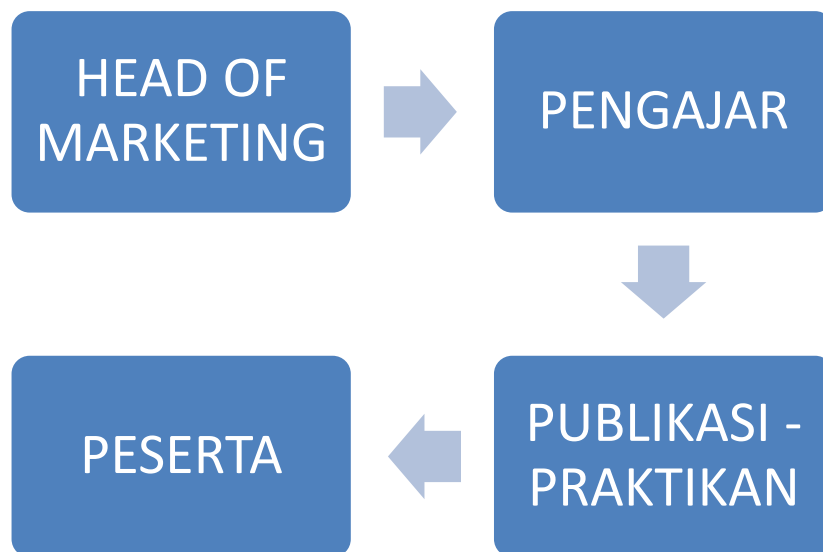 HEAD OF
MARKETING
PENGAJAR
PUBLIKASI -
PRAKTIKAN
PESERTA